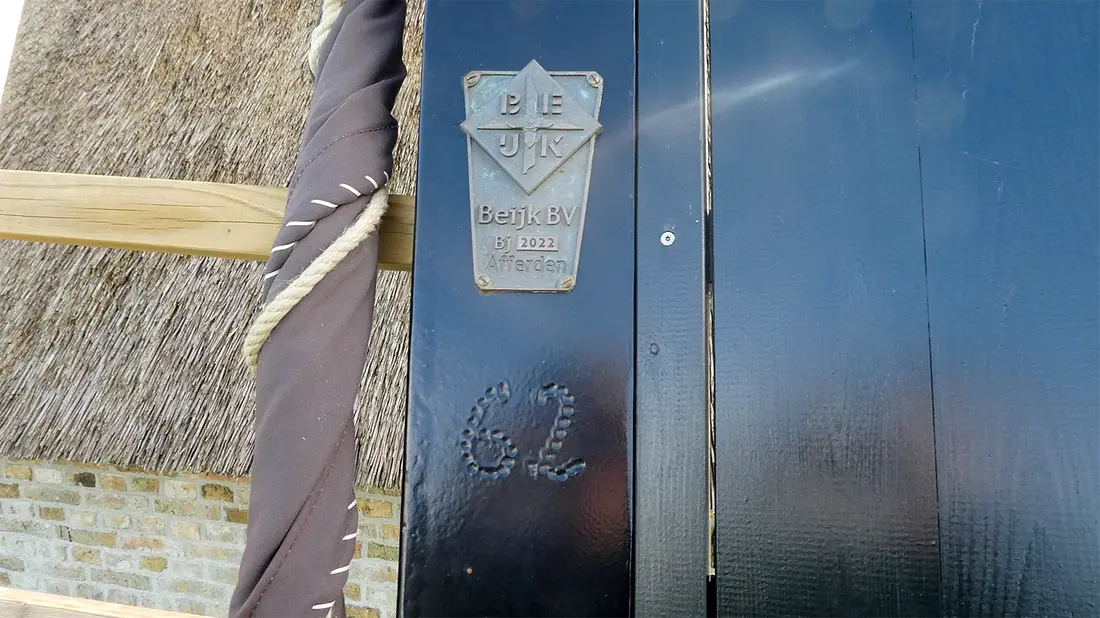 BE
IJK
Beijk BV
Bj 2022
Afferden
62